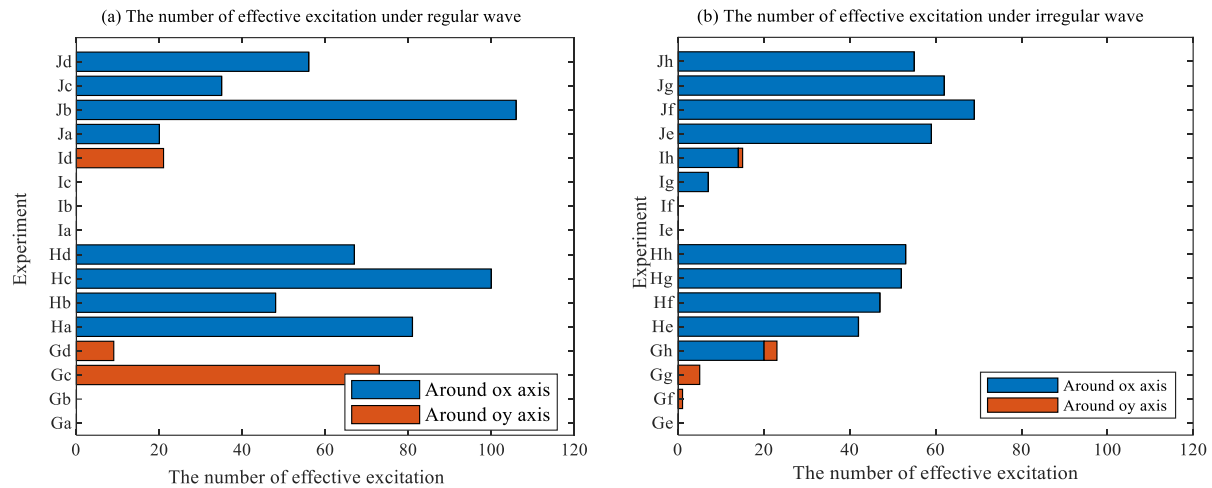 (a) The number of effective excitation under regular wave
Jd
Jc
Jb
Ja
Id
Ic
Ib
Ia
Hd
Hc
Hb
Ha
Gd
Gc
Gb
Ga
Experiment
Around ox axis
Around oy axis
0 20 40 60 80 100 120
The number of effective excitation
(b) The number of effective excitation under irregular wave
Jh
Jg
Jf
Je
Ih
Ig
If
Ie
Hh
Hg
Hf
He
Gh
Gg
Gf
Ge
Experiment
Around ox axis
Around oy axis
0 20 40 60 80 100 120
The number of effective excitation